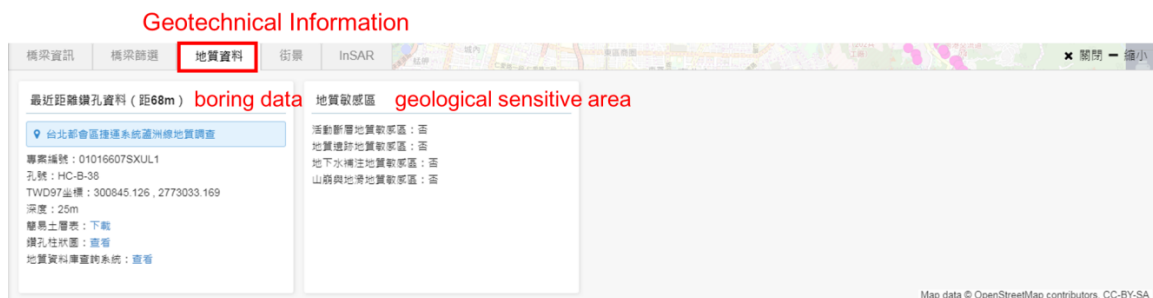 Geotechnical Information
橋梁資訊 橋梁篩選 地質資料 街景 InSAR
✖ 關閉 ━ 縮小
最近距離鑽孔資料 ( 距68m ) boring data
台北都會區捷運系統蘆洲線地質調查
專案編號：01016607SXUL1
孔號：HC-B-38
TWD97坐標：300845.126 , 2773033.169
深度：25m
簡易土層表：下載
鑽孔柱狀圖：查看
地質資料庫查詢系統：查看
地質敏感區 geological sensitive area
活動斷層地質敏感區：否
地質遺跡地質敏感區：否
地下水補注地質敏感區：否
山崩與地滑地質敏感區：否
Map data © OpenStreetMap contributors, CC-BY-SA